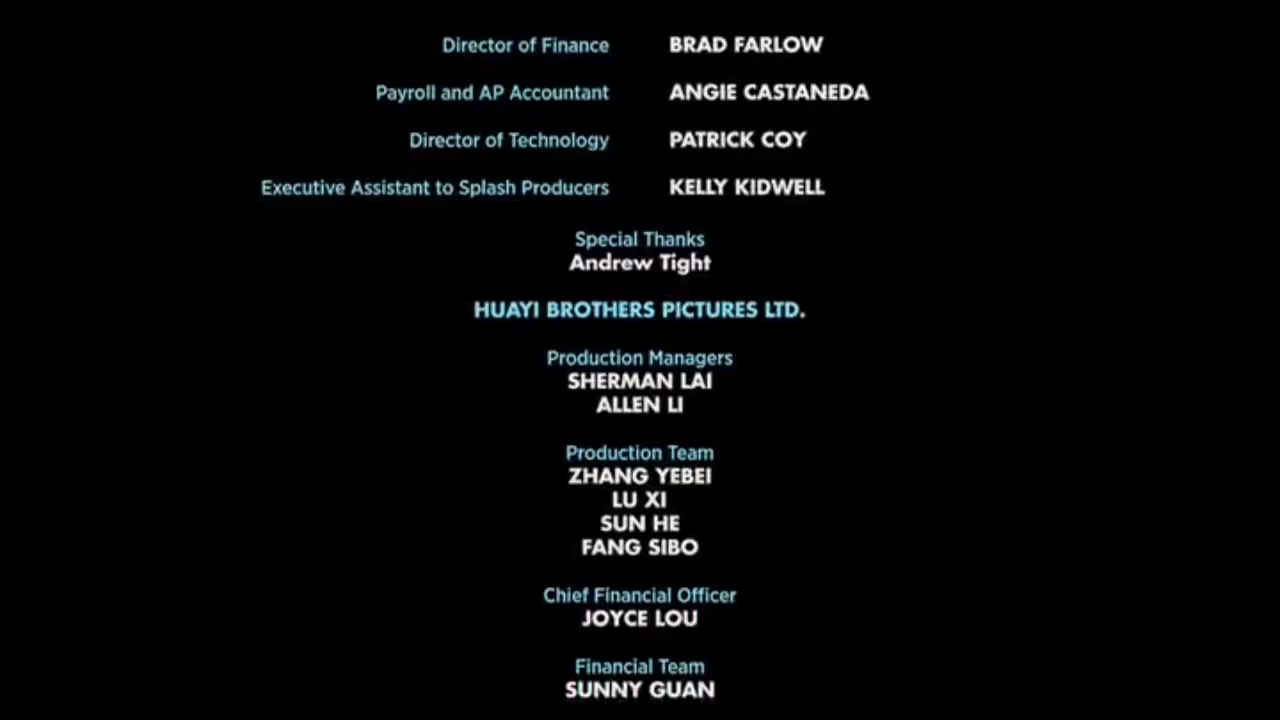 Director of Finance BRAD FARLOW
Payroll and AP Accountant ANGIE CASTANEDA
Director of Technology PATRICK COY
Executive Assistant to Splash Producers KELLY KIDWELL
Special Thanks
Andrew Tight
HUAYI BROTHERS PICTURES LTD.
Production Managers
SHERMAN LAI
ALLEN LI
Production Team
ZHANG YEBEI
LU XI
SUN HE
FANG SIBO
Chief Financial Officer
JOYCE LOU
Financial Team
SUNNY GUAN